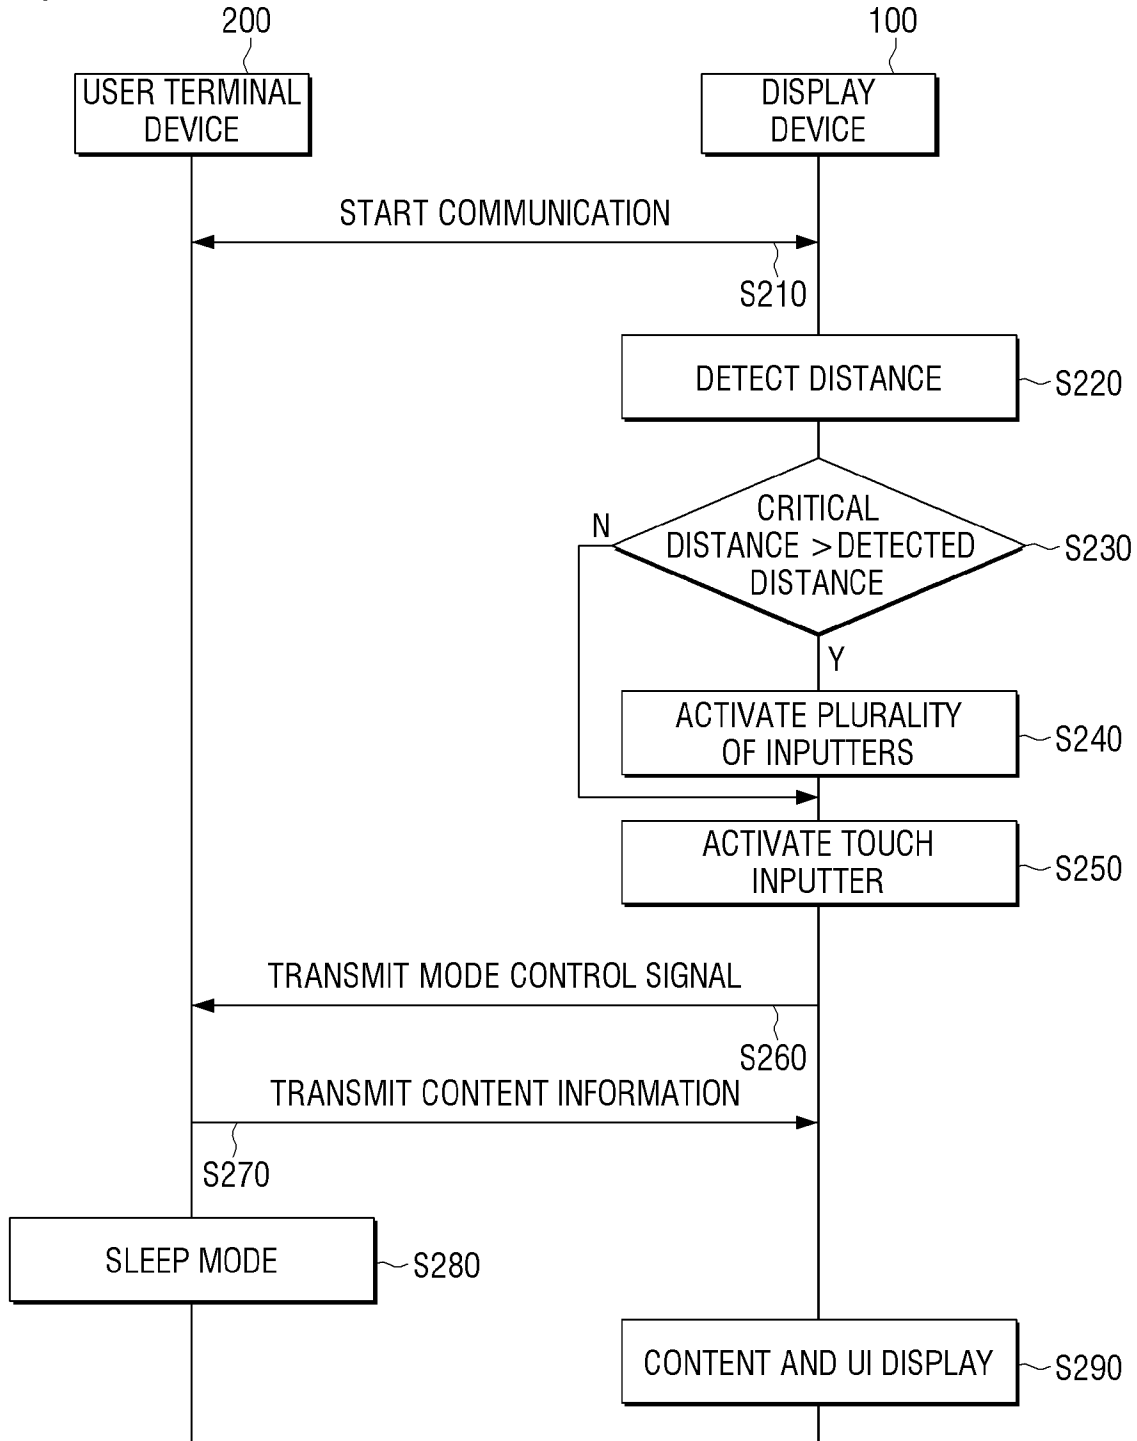 200
100
USER TERMINAL
DEVICE
DISPLAY
DEVICE
START COMMUNICATION
S210
DETECT DISTANCE
S220
CRITICAL
DISTANCE > DETECTED
DISTANCE
N
S230
Y
ACTIVATE PLURALITY
OF INPUTTERS
S240
ACTIVATE TOUCH
INPUTTER
S250
TRANSMIT MODE CONTROL SIGNAL
S260
TRANSMIT CONTENT INFORMATION
S270
SLEEP MODE
S280
CONTENT AND UI DISPLAY
S290